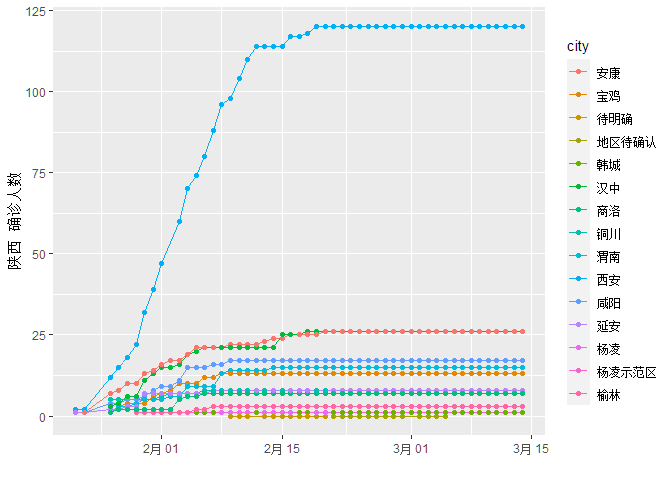 125
100
75
50
25
0
陕西 确诊人数
2月 01
2月 15
3月 01
3月 15
city
安康
宝鸡
待明确
地区待确认
韩城
汉中
商洛
铜川
渭南
西安
咸阳
延安
杨凌
杨凌示范区
榆林